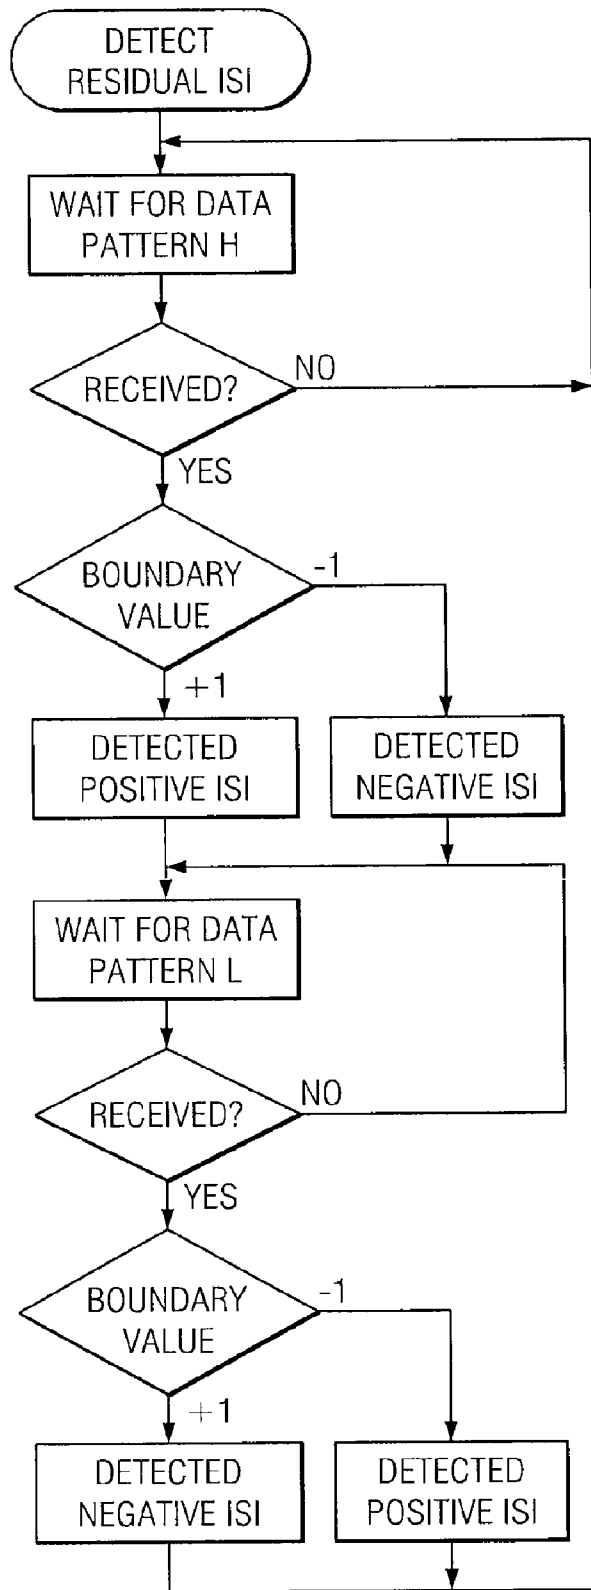 DETECT
RESIDUAL ISI
WAIT FOR DATA
PATTERN H
RECEIVED?
NO
YES
BOUNDARY
VALUE
-1
+1
DETECTED
POSITIVE ISI
DETECTED
NEGATIVE ISI
WAIT FOR DATA
PATTERN L
RECEIVED?
NO
YES
BOUNDARY
VALUE
-1
+1
DETECTED
NEGATIVE ISI
DETECTED
POSITIVE ISI